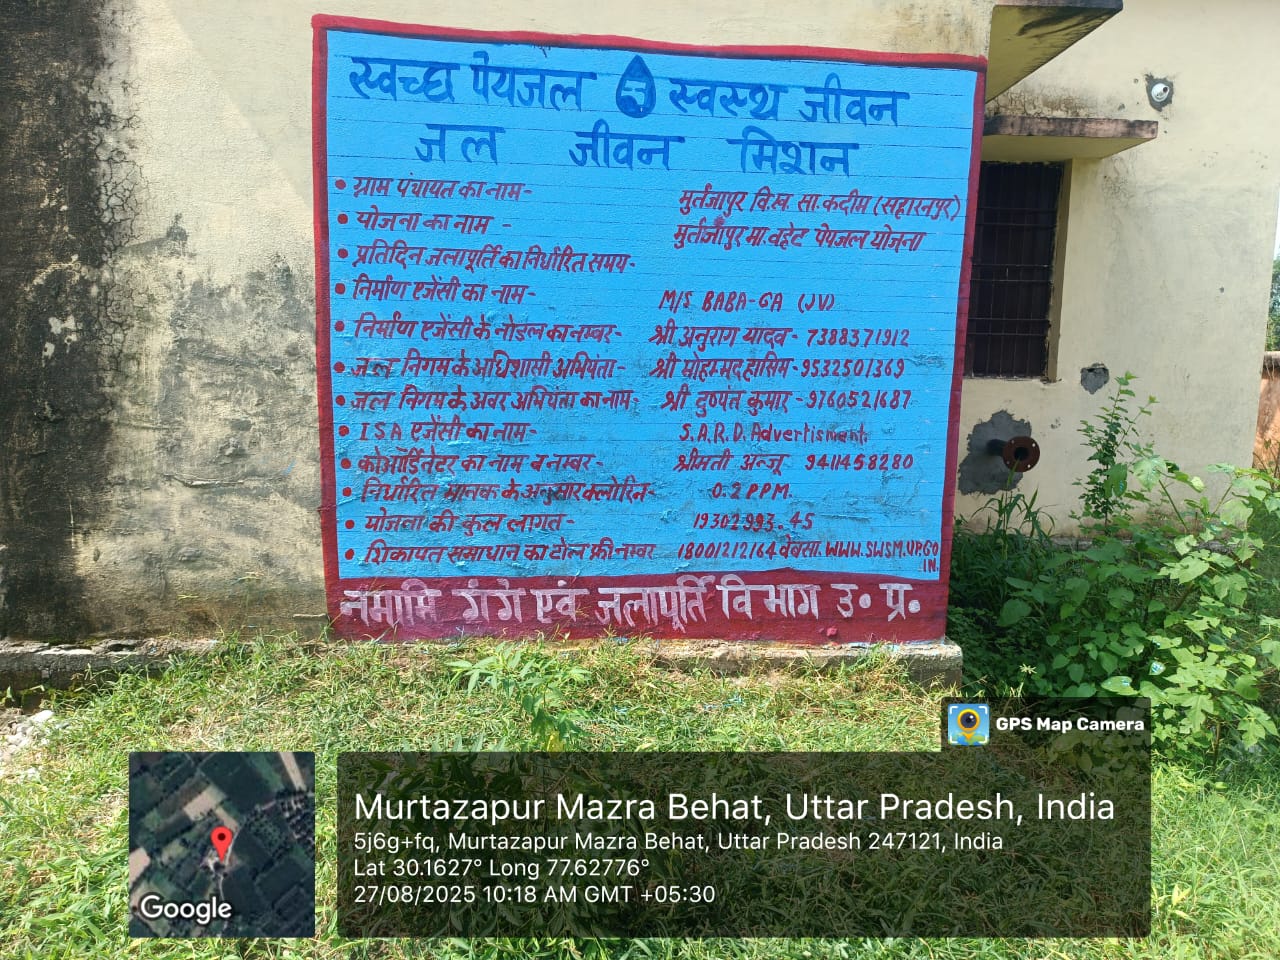 स्वच्छ पेयजल स्वस्थ जीवन
जल जीवन मिशन
• ग्राम पंचायत का नाम- मुर्तजापुर वि.ख. सा.कदीम (सहारनपुर)
• योजना का नाम - मुर्तजापुर मा. बहेट पेयजल योजना
• प्रतिदिन जलापूर्ति का निर्धारित समय-
• निर्माण एजेंसी का नाम- M/S BABA-GA (JV)
• निर्माण एजेंसी के नोडल का नम्बर- श्री अनुराग यादव - 7388371912
• जल निगम के अधिशासी अभियंता- श्री मोहम्मद हासिम - 9532501369
• जल निगम के अवर अभियंता का नाम- श्री दुष्यंत कुमार - 9760521687
• ISA एजेंसी का नाम- S.A.R.D. Advertisment.
• कोऑर्डिनेटर का नाम व नम्बर- श्रीमती अन्जू 9411458280
• निर्धारित मानक के अनुसार क्लोरिन- 0.2 PPM.
• योजना की कुल लागत- 19302993.45
• शिकायत समाधान का टोल फ्री नम्बर 18001212164 वेबसा. WWW.SWSM.UP.GO
IN.
नमामि गंगे एवं जलापूर्ति विभाग उ॰ प्र॰
GPS Map Camera
Murtazapur Mazra Behat, Uttar Pradesh, India
5j6g+fq, Murtazapur Mazra Behat, Uttar Pradesh 247121, India
Lat 30.1627° Long 77.62776°
27/08/2025 10:18 AM GMT +05:30
Google